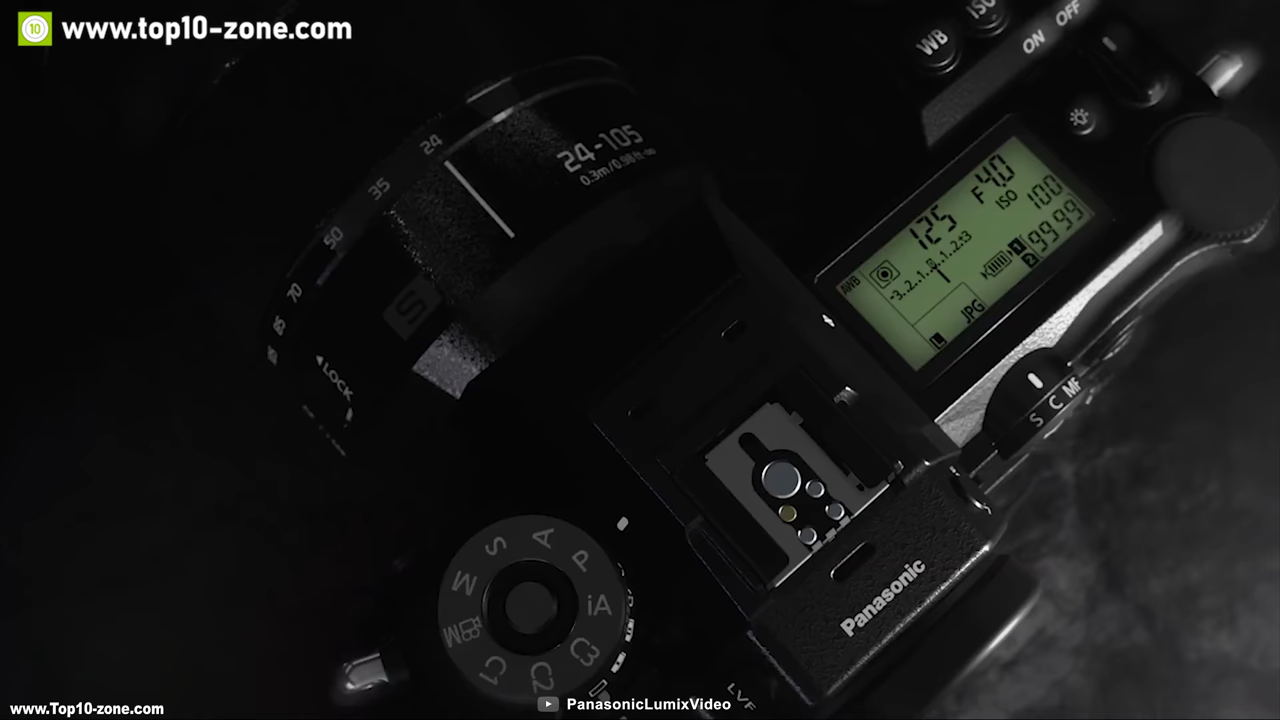 www.top10-zone.com
WB
ISO
ON
OFF
24-105
0.3m/0.98ft-∞
24
35
50
70
85
S
LOCK
125 F4.0
ISO 100
AWB
-3..2..1..0..1..2..+3
1
2
9999
L
JPG
S C MF
Panasonic
iA
P
A
S
M
M
C1
C2
C3
LVF
www.Top10-zone.com
PanasonicLumixVideo